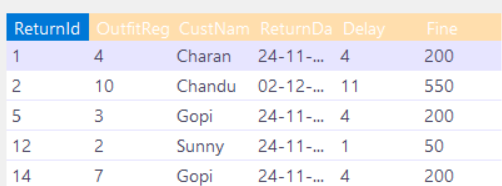 ReturnId OutfitReg CustNam ReturnDa Delay Fine
1 4 Charan 24-11-... 4 200
2 10 Chandu 02-12-... 11 550
5 3 Gopi 24-11-... 4 200
12 2 Sunny 24-11-... 1 50
14 7 Gopi 24-11-... 4 200